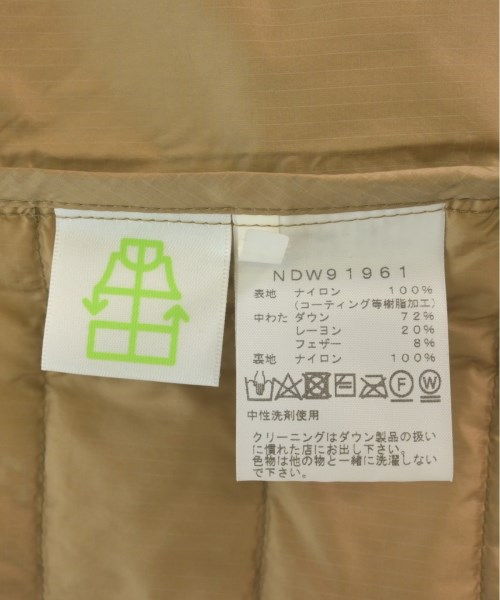 NDW91961
表地 ナイロン 100%
(コーティング等樹脂加工)
中わた ダウン 72%
レーヨン 20%
フェザー 8%
裏地 ナイロン 100%
F W
中性洗剤使用
クリーニングはダウン製品の扱い
に慣れた店にお出し下さい。
色物は他の物と一緒に洗濯しない
で下さい。